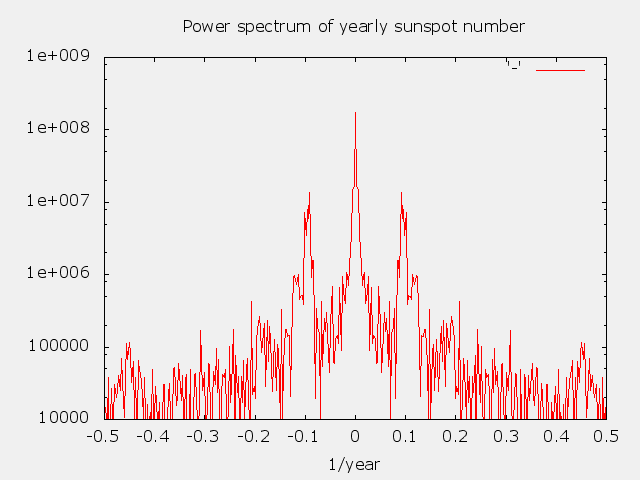 Power spectrum of yearly sunspot number
1e+009
'-'
1e+008
1e+007
1e+006
100000
10000
-0.5 -0.4 -0.3 -0.2 -0.1 0 0.1 0.2 0.3 0.4 0.5
1/year